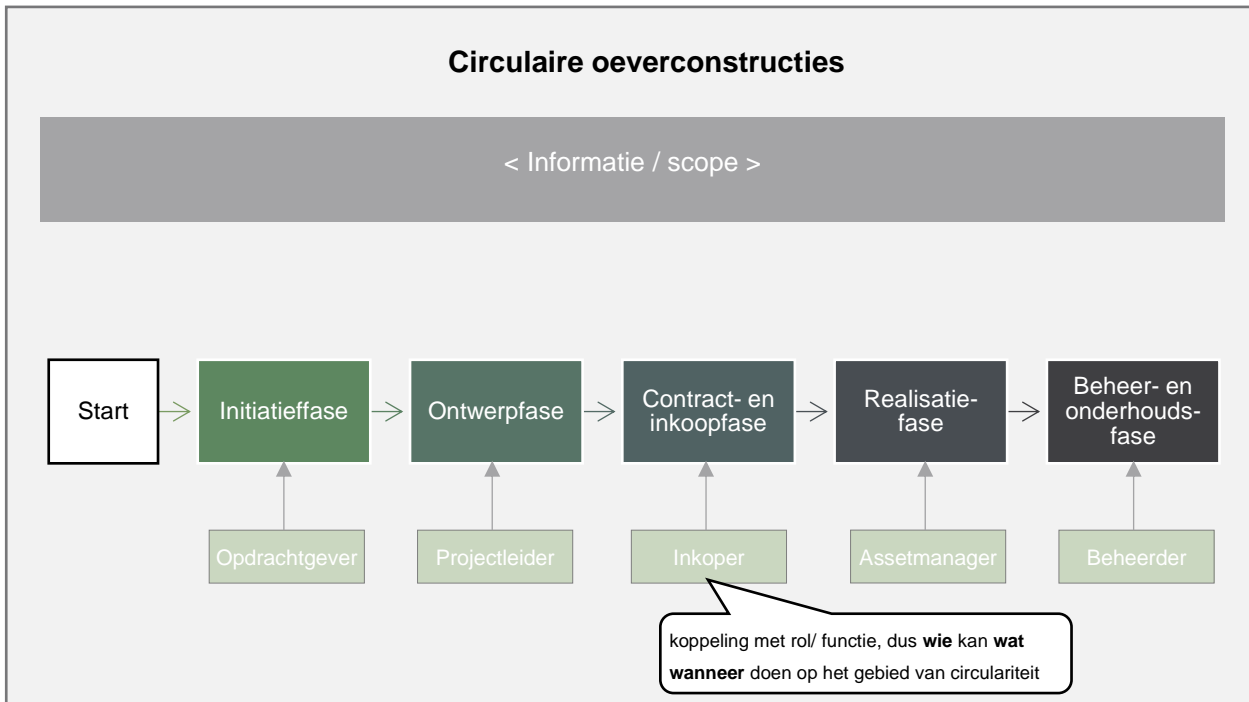 Circulaire oeverconstructies
< Informatie / scope >
Start
Initiatieffase
Ontwerpfase
Contract- en
inkoopfase
Realisatie-
fase
Beheer- en
onderhouds-
fase
Opdrachtgever
Projectleider
Inkoper
Assetmanager
Beheerder
koppeling met rol/ functie, dus wie kan wat
wanneer doen op het gebied van circulariteit